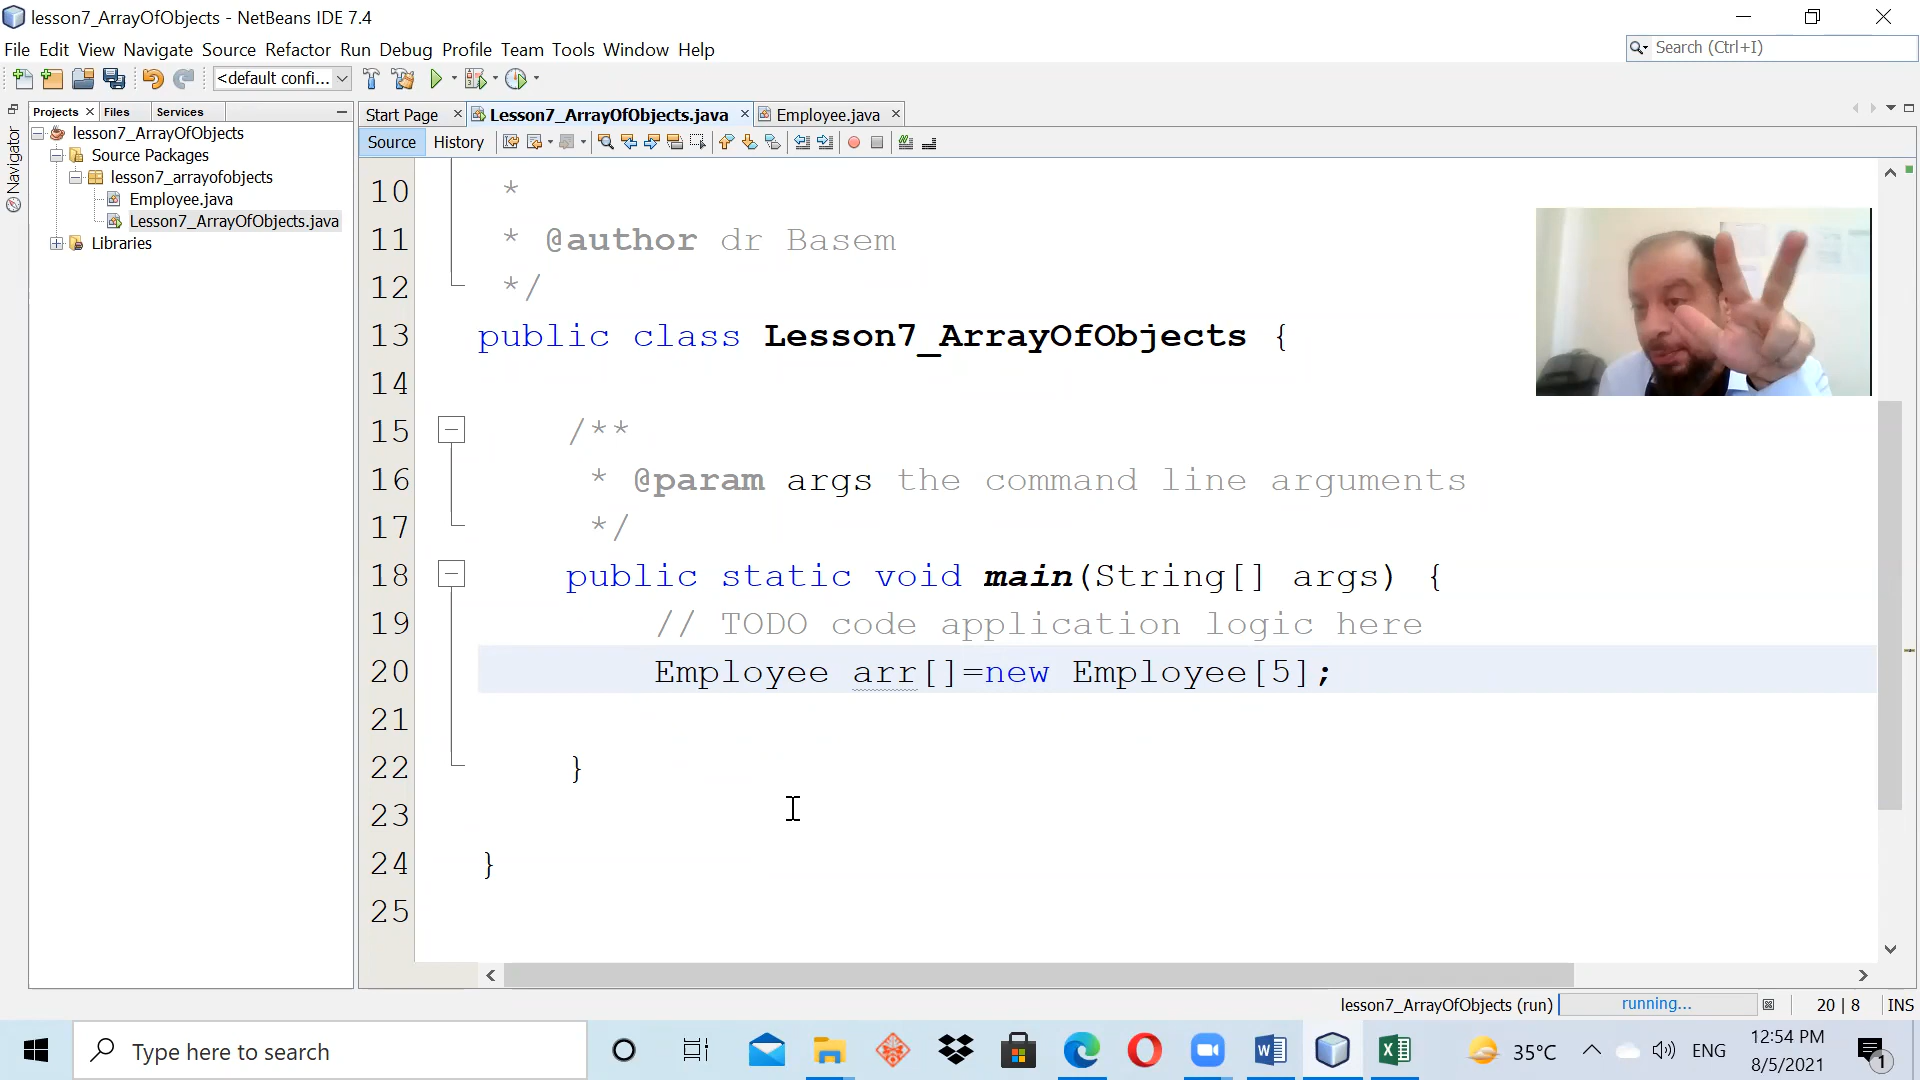 lesson7_ArrayOfObjects - NetBeans IDE 7.4
File Edit View Navigate Source Refactor Run Debug Profile Team Tools Window Help
Search (Ctrl+I)
<default confi...
Projects Files Services
Start Page Lesson7_ArrayOfObjects.java Employee.java
Navigator
lesson7_ArrayOfObjects
Source Packages
lesson7_arrayofobjects
Employee.java
Lesson7_ArrayOfObjects.java
Libraries
Source History
10 *
11 * @author dr Basem
12 */
13 public class Lesson7_ArrayOfObjects {
14
15 /**
16 * @param args the command line arguments
17 */
18 public static void main(String[] args) {
19 // TODO code application logic here
20 Employee arr[]=new Employee[5];
21
22 }
23
24 }
25
lesson7_ArrayOfObjects (run) running... 20 | 8 INS
Type here to search
35°C ENG 12:54 PM
8/5/2021
1